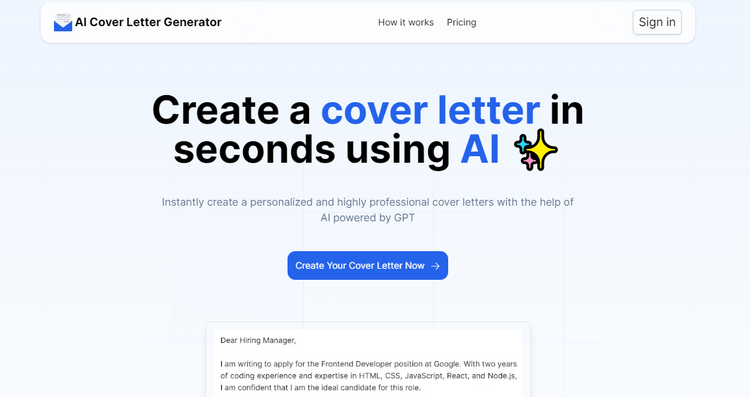 AI Cover Letter Generator
How it works
Pricing
Sign in
Create a cover letter in
seconds using AI
Instantly create a personalized and highly professional cover letters with the help of
AI powered by GPT
Create Your Cover Letter Now →
Dear Hiring Manager,
I am writing to apply for the Frontend Developer position at Google. With two years
of coding experience and expertise in HTML, CSS, JavaScript, React, and Node.js,
I am confident that I am the ideal candidate for this role.